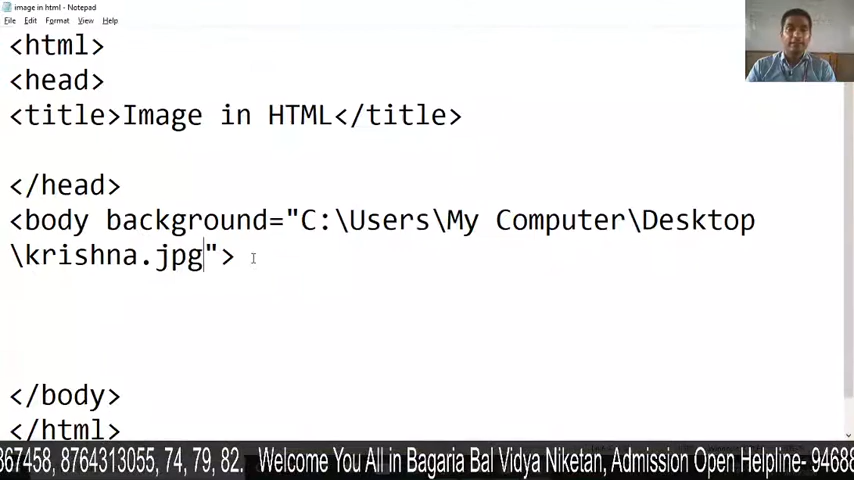 image in html - Notepad
File Edit Format View Help
<html>
<head>
<title>Image in HTML</title>
</head>
<body background="C:\Users\My Computer\Desktop
\krishna.jpg">
</body>
</html>
867458, 8764313055, 74, 79, 82. Welcome You All in Bagaria Bal Vidya Niketan, Admission Open Helpline- 94688